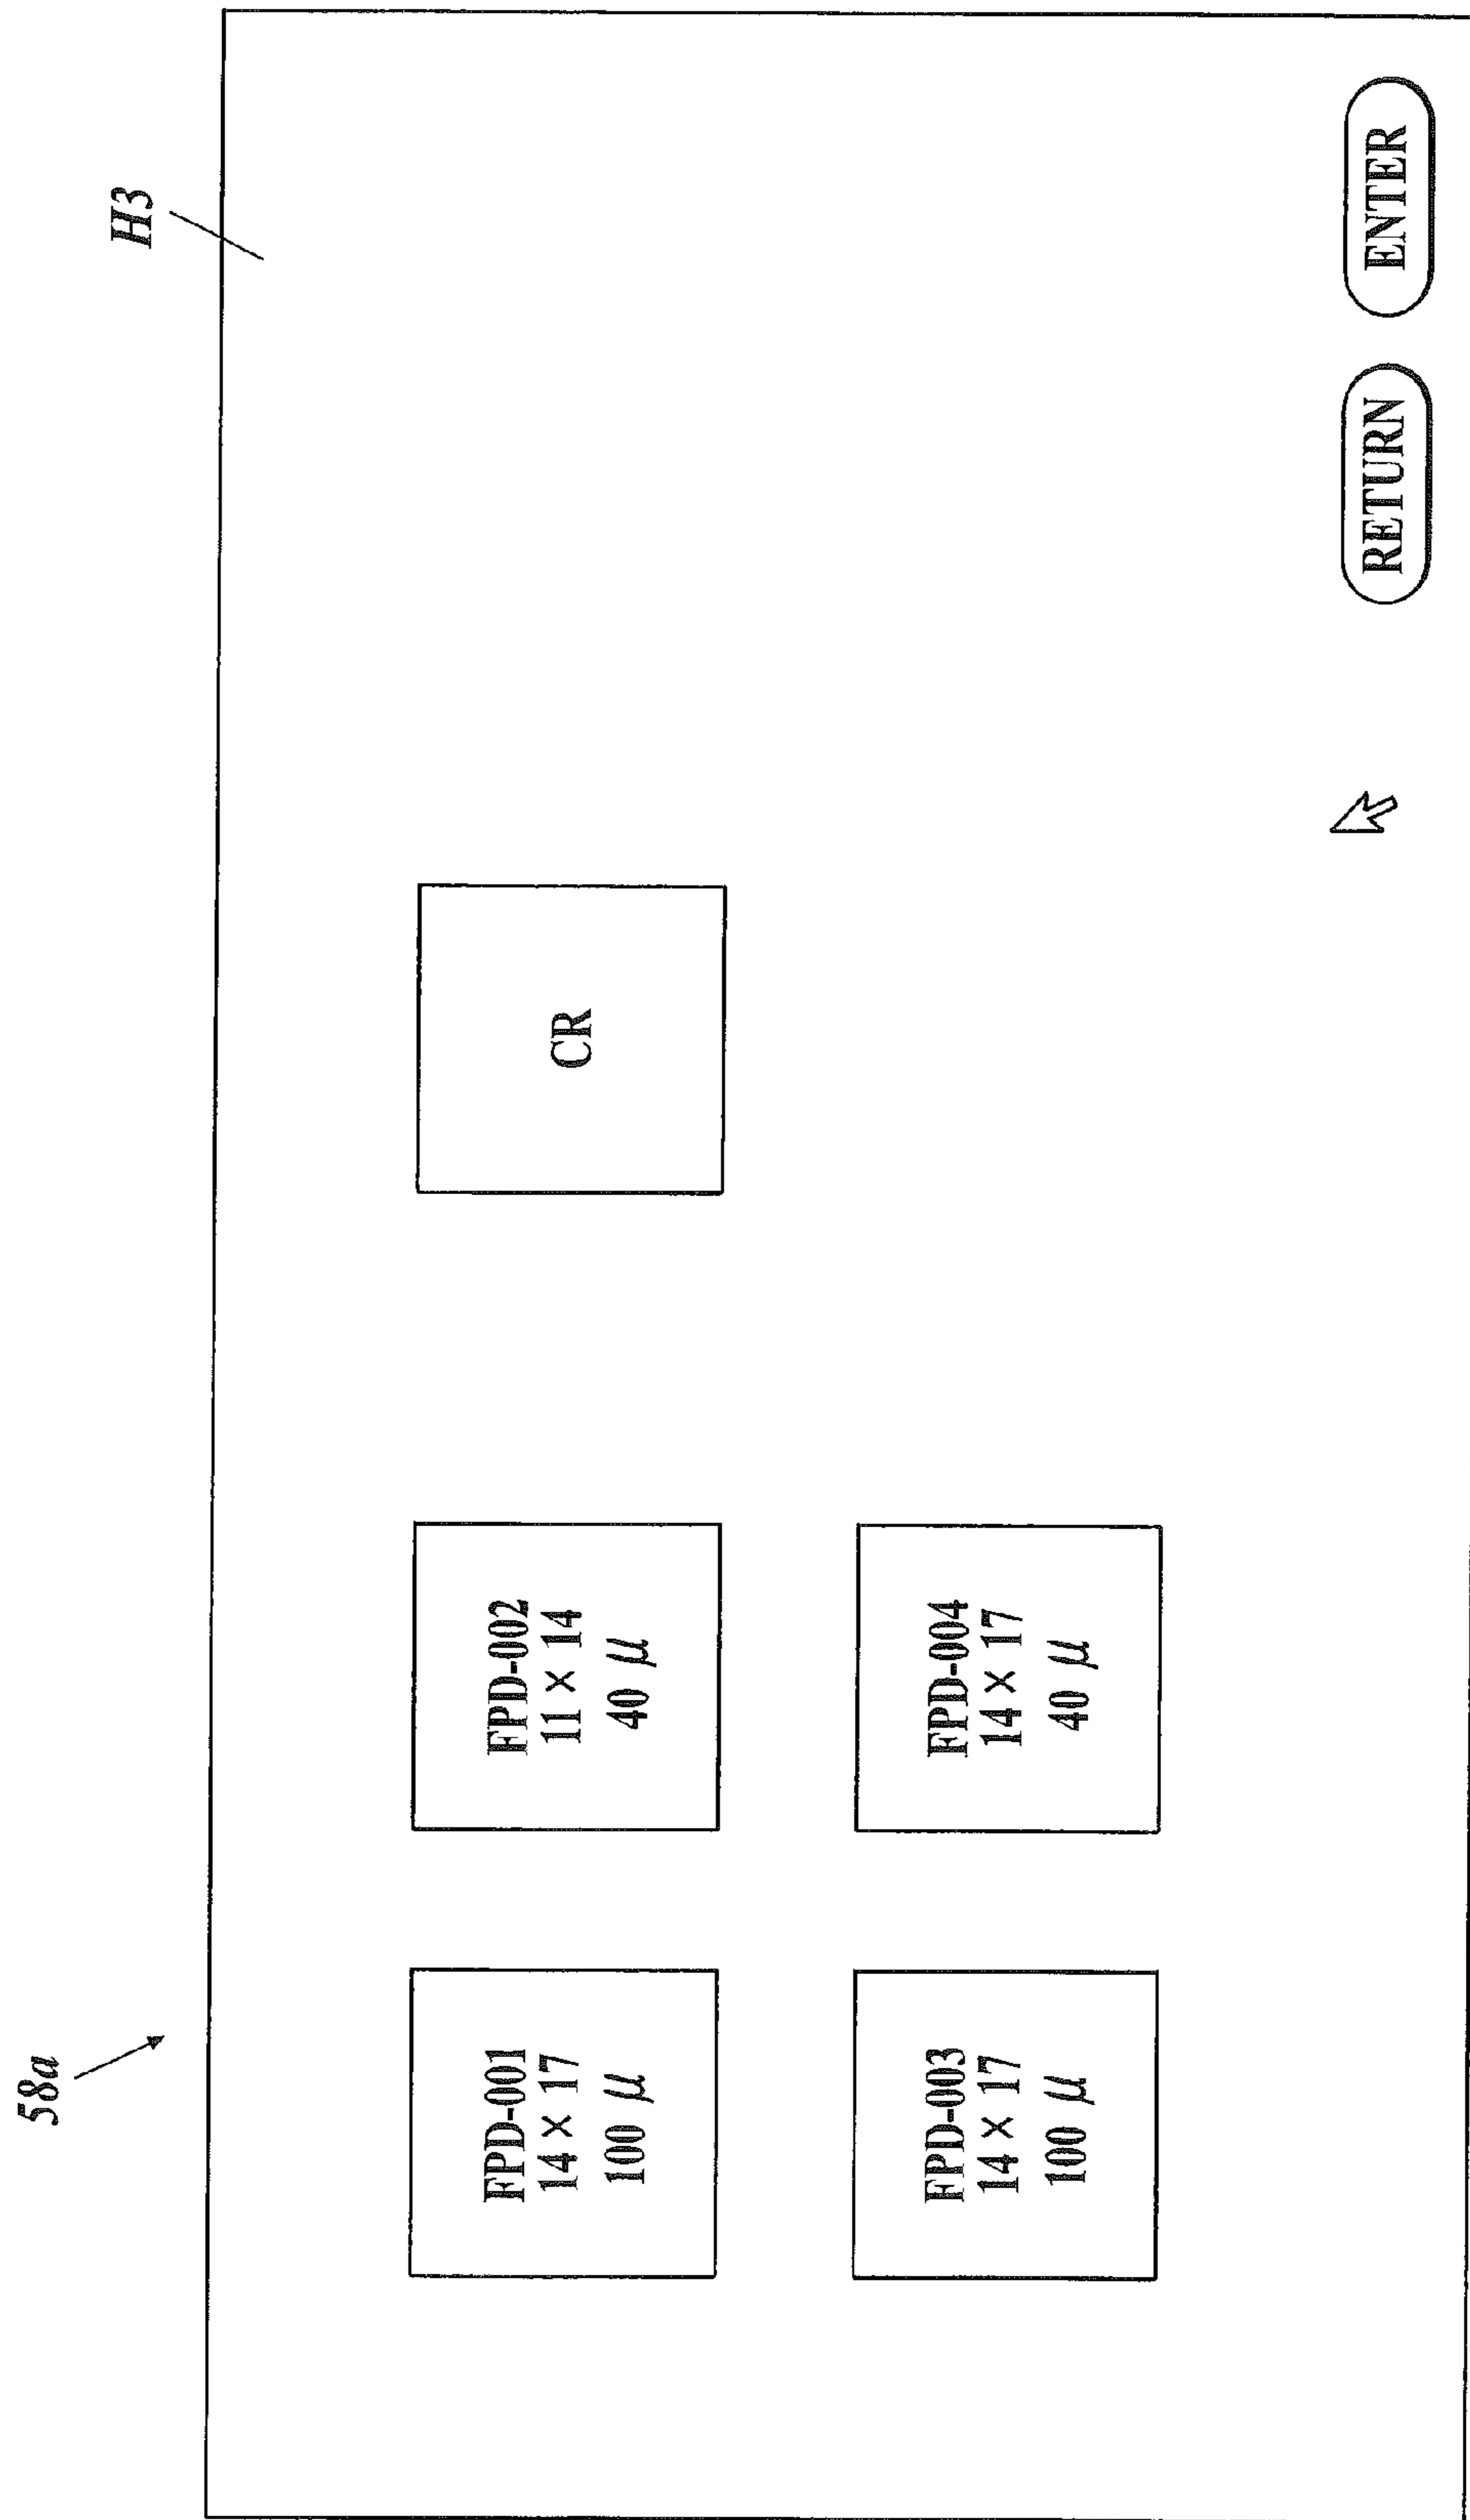 58a
H3
FPD-001
14 × 17
100 μ
FPD-002
11 × 14
40 μ
CR
FPD-003
14 × 17
100 μ
FPD-004
14 × 17
40 μ
RETURN
ENTER